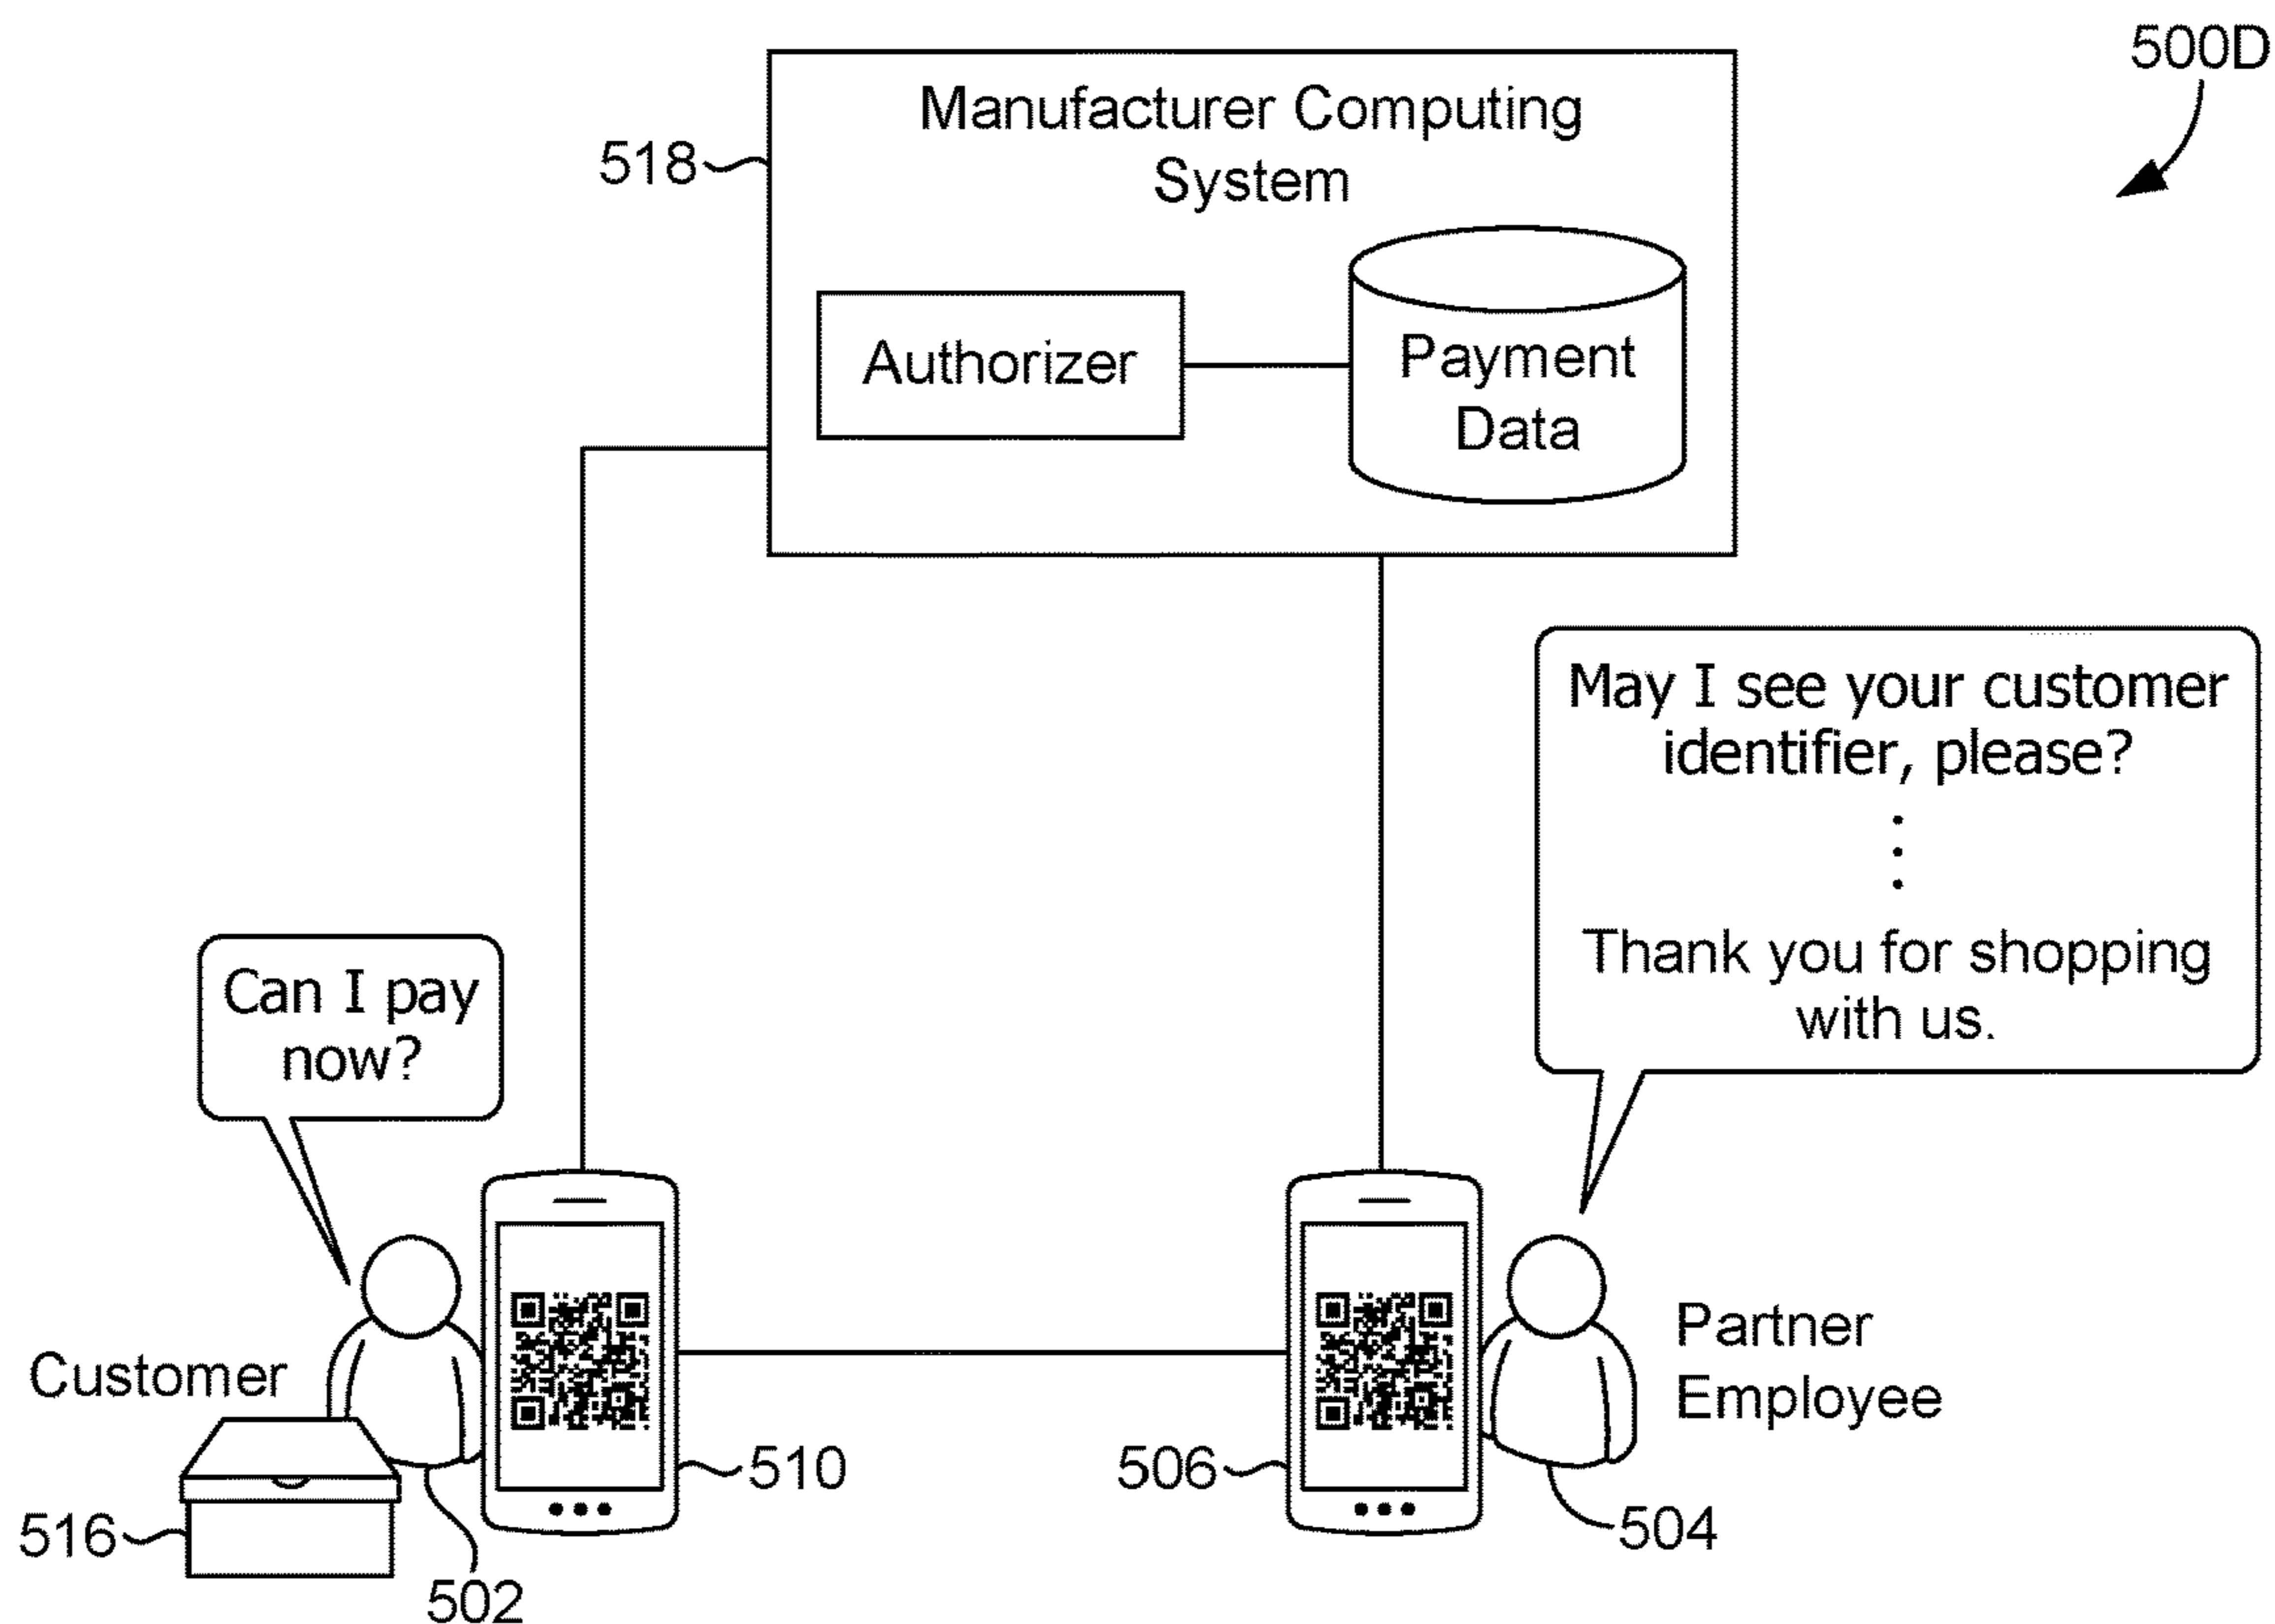 500D
Manufacturer Computing
System
518
Authorizer
Payment
Data
May I see your customer
identifier, please?
Thank you for shopping
with us.
Can I pay
now?
Customer
Partner
Employee
510
506
516
502
504